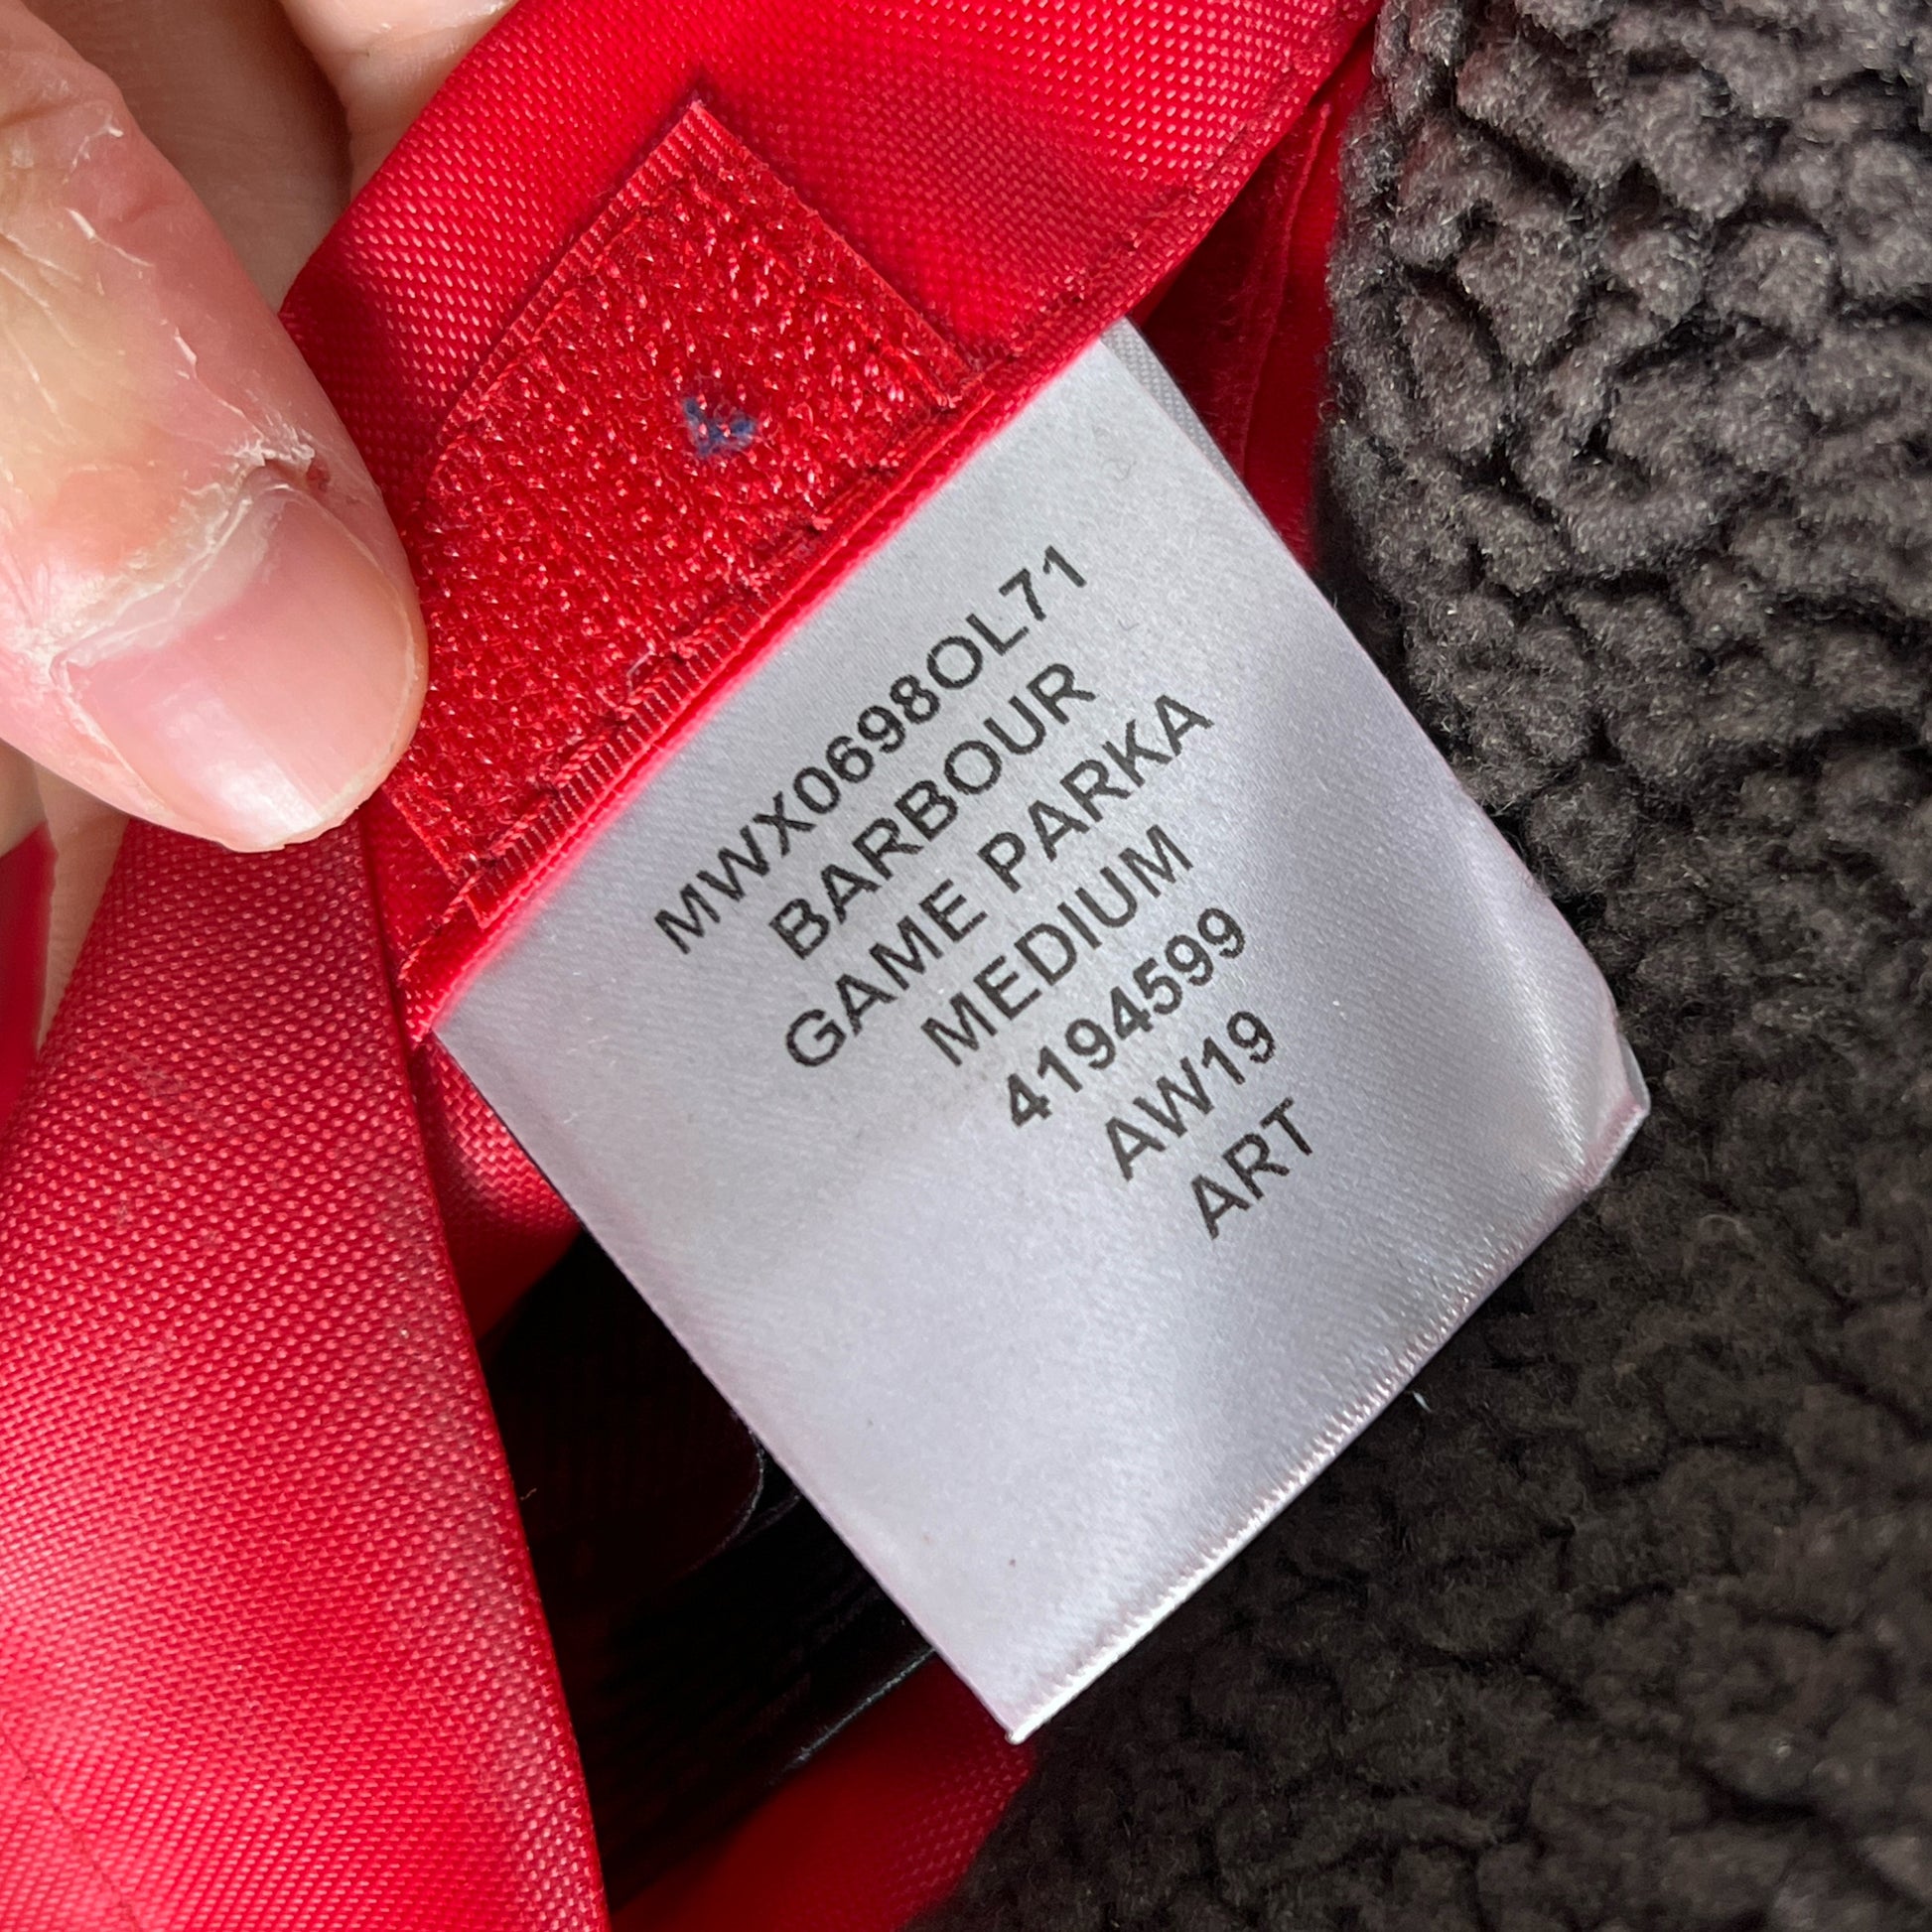 MWX0698OL71
BARBOUR
GAME PARKA
MEDIUM
4194599
AW19
ART